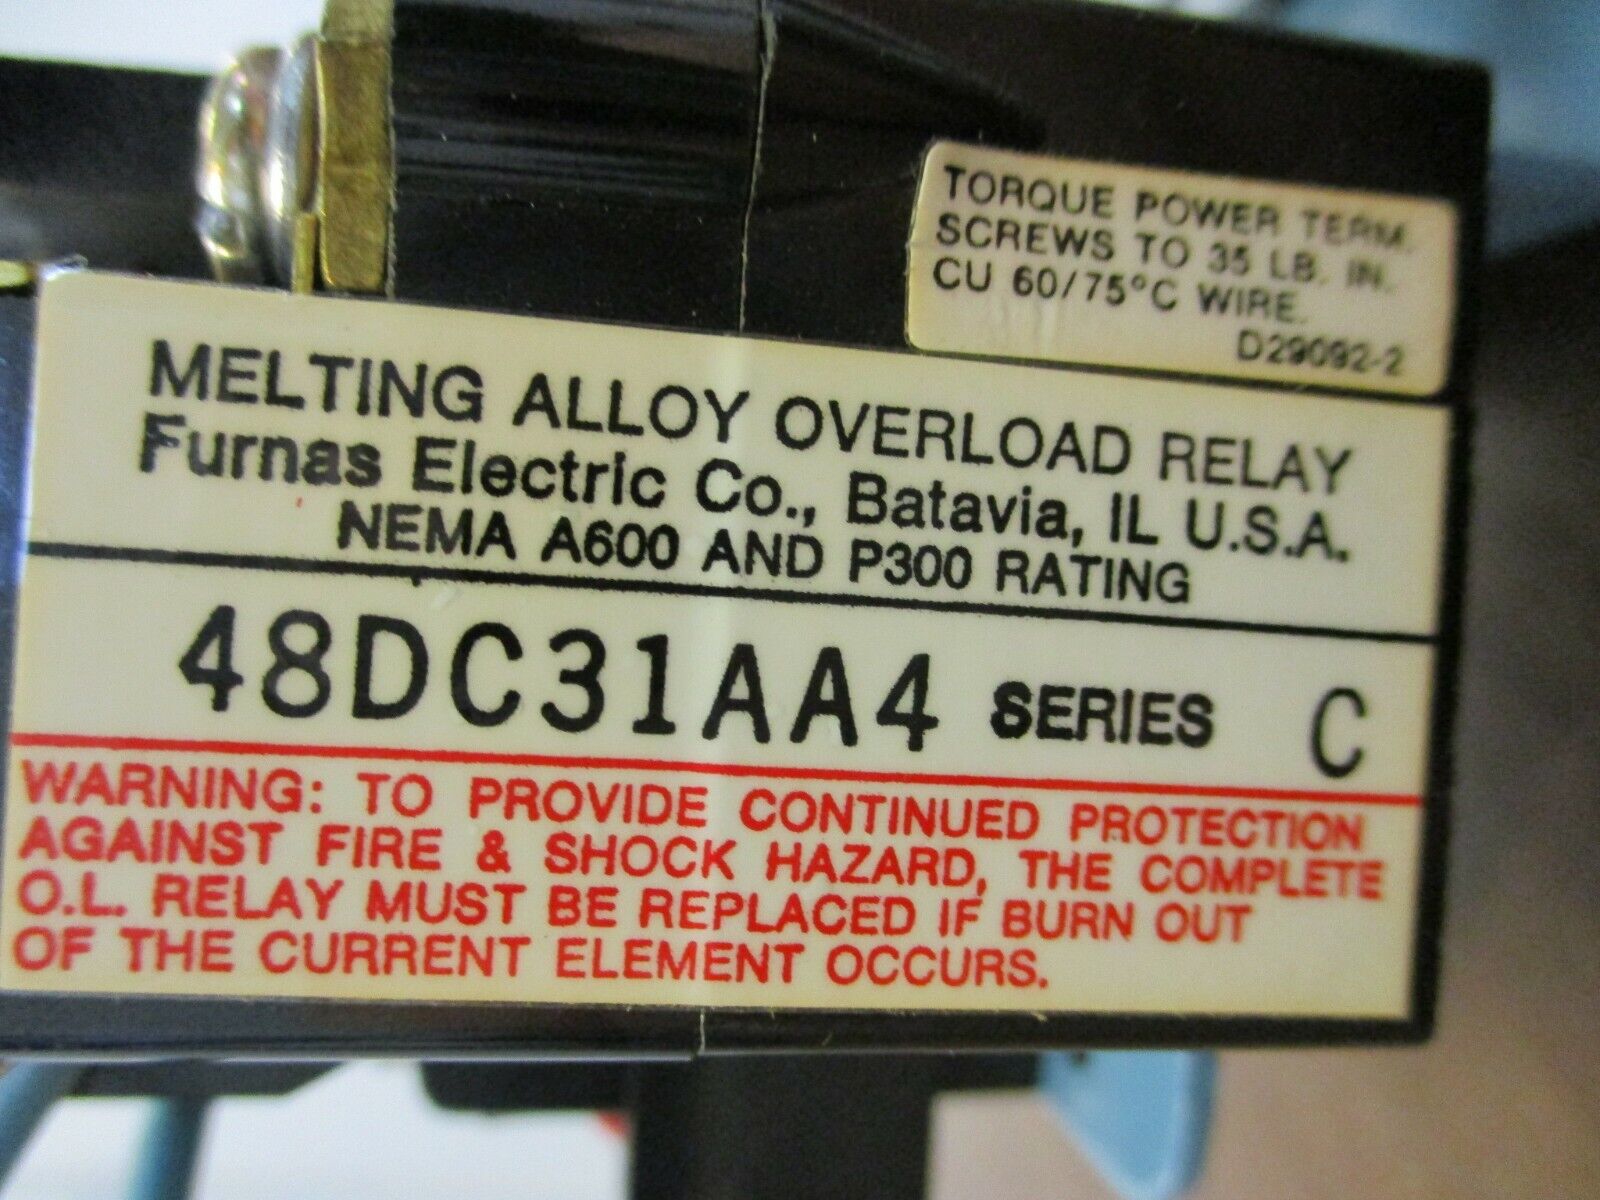 TORQUE POWER TERM.
SCREWS TO 35 LB. IN.
CU 60/75°C WIRE.
D29092-2
MELTING ALLOY OVERLOAD RELAY
Furnas Electric Co., Batavia, IL U.S.A.
NEMA A600 AND P300 RATING
48DC31AA4 SERIES C
WARNING: TO PROVIDE CONTINUED PROTECTION
AGAINST FIRE & SHOCK HAZARD, THE COMPLETE
O.L. RELAY MUST BE REPLACED IF BURN OUT
OF THE CURRENT ELEMENT OCCURS.